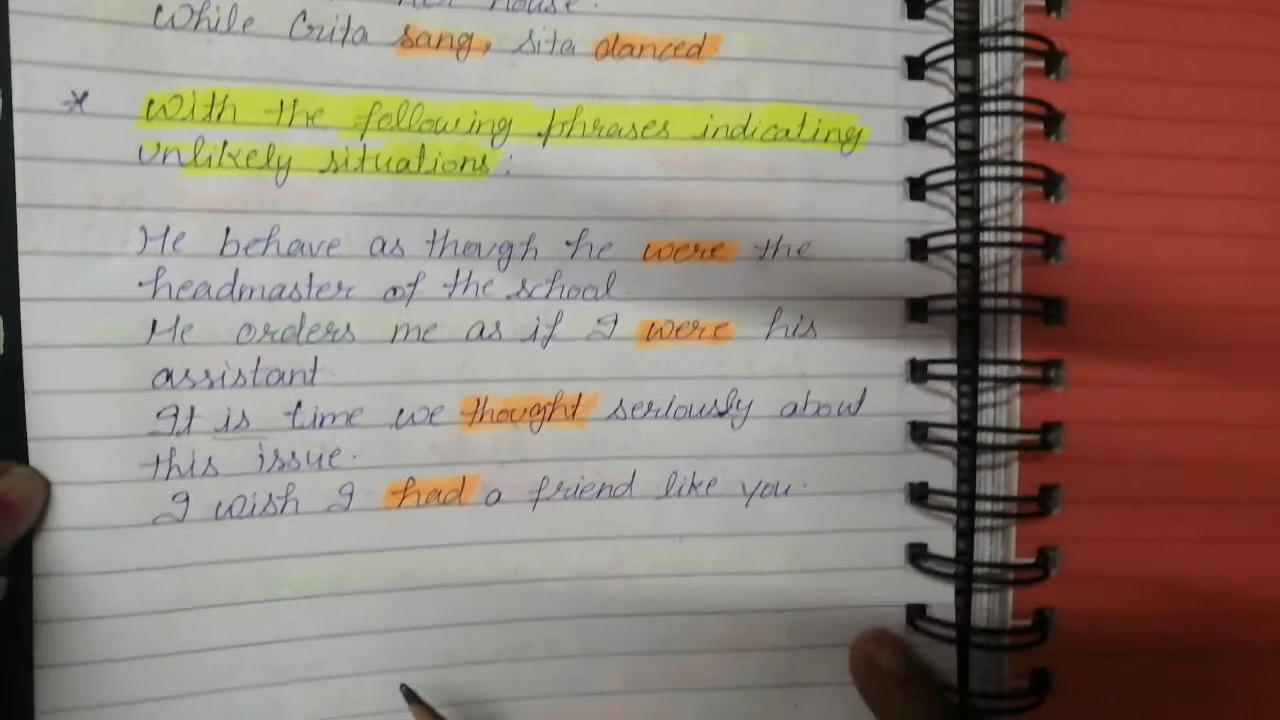 house.
While Grita sang, sita danced
* With the following phrases indicating
unlikely situations:
He behave as though he were the
headmaster of the school
He orders me as if I were his
assistant
It is time we thought seriously about
this issue.
I wish I had a friend like you.